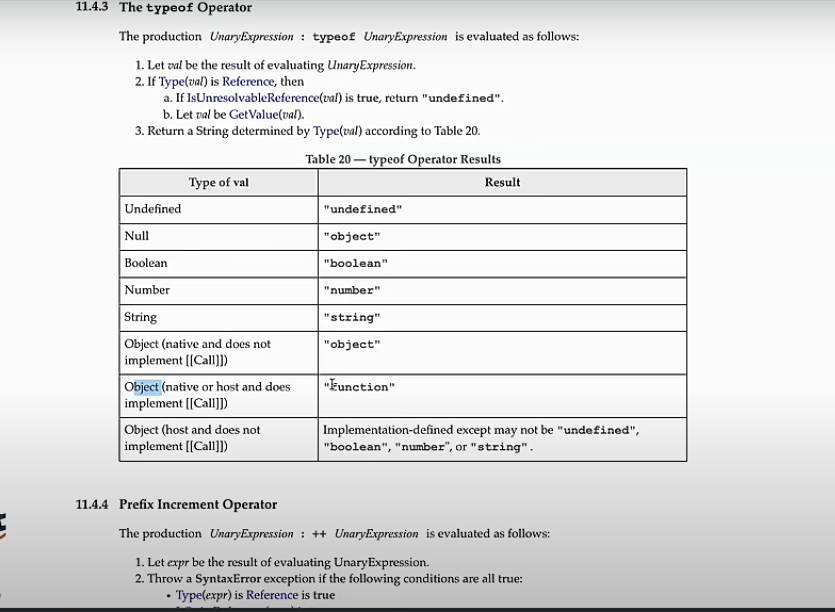 11.4.3 The typeof Operator
The production UnaryExpression : typeof UnaryExpression is evaluated as follows:
1. Let val be the result of evaluating UnaryExpression.
2. If Type(val) is Reference, then
a. If IsUnresolvableReference(val) is true, return "undefined".
b. Let val be GetValue(val).
3. Return a String determined by Type(val) according to Table 20.
Table 20 — typeof Operator Results
Type of val Result
Undefined "undefined"
Null "object"
Boolean "boolean"
Number "number"
String "string"
Object (native and does not "object"
implement [[Call]])
Object (native or host and does "function"
implement [[Call]])
Object (host and does not Implementation-defined except may not be "undefined",
implement [[Call]]) "boolean", "number", or "string".
11.4.4 Prefix Increment Operator
The production UnaryExpression : ++ UnaryExpression is evaluated as follows:
1. Let expr be the result of evaluating UnaryExpression.
2. Throw a SyntaxError exception if the following conditions are all true:
• Type(expr) is Reference is true